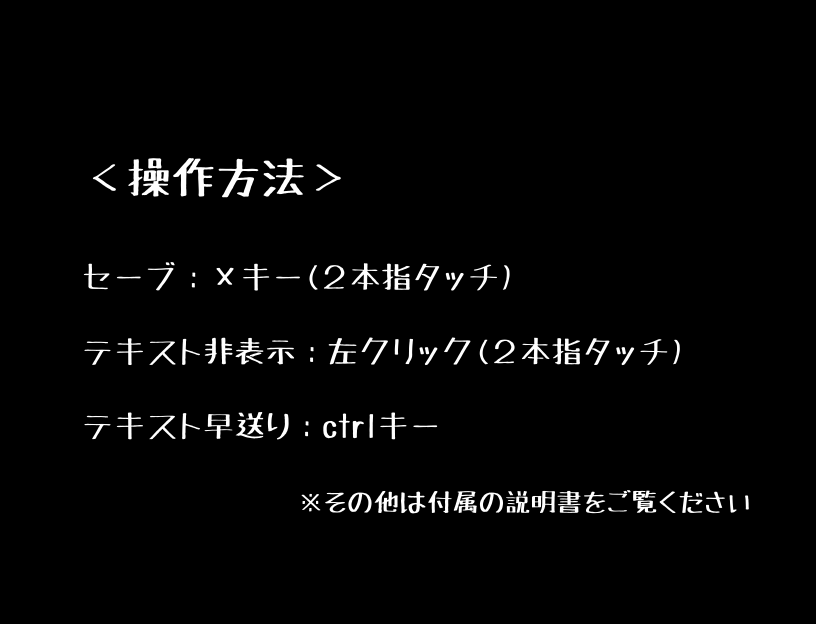 ＜操作方法＞
セーブ：Xキー(２本指タッチ)
テキスト非表示：左クリック(２本指タッチ)
テキスト早送り：ctrlキー
※その他は付属の説明書をご覧ください